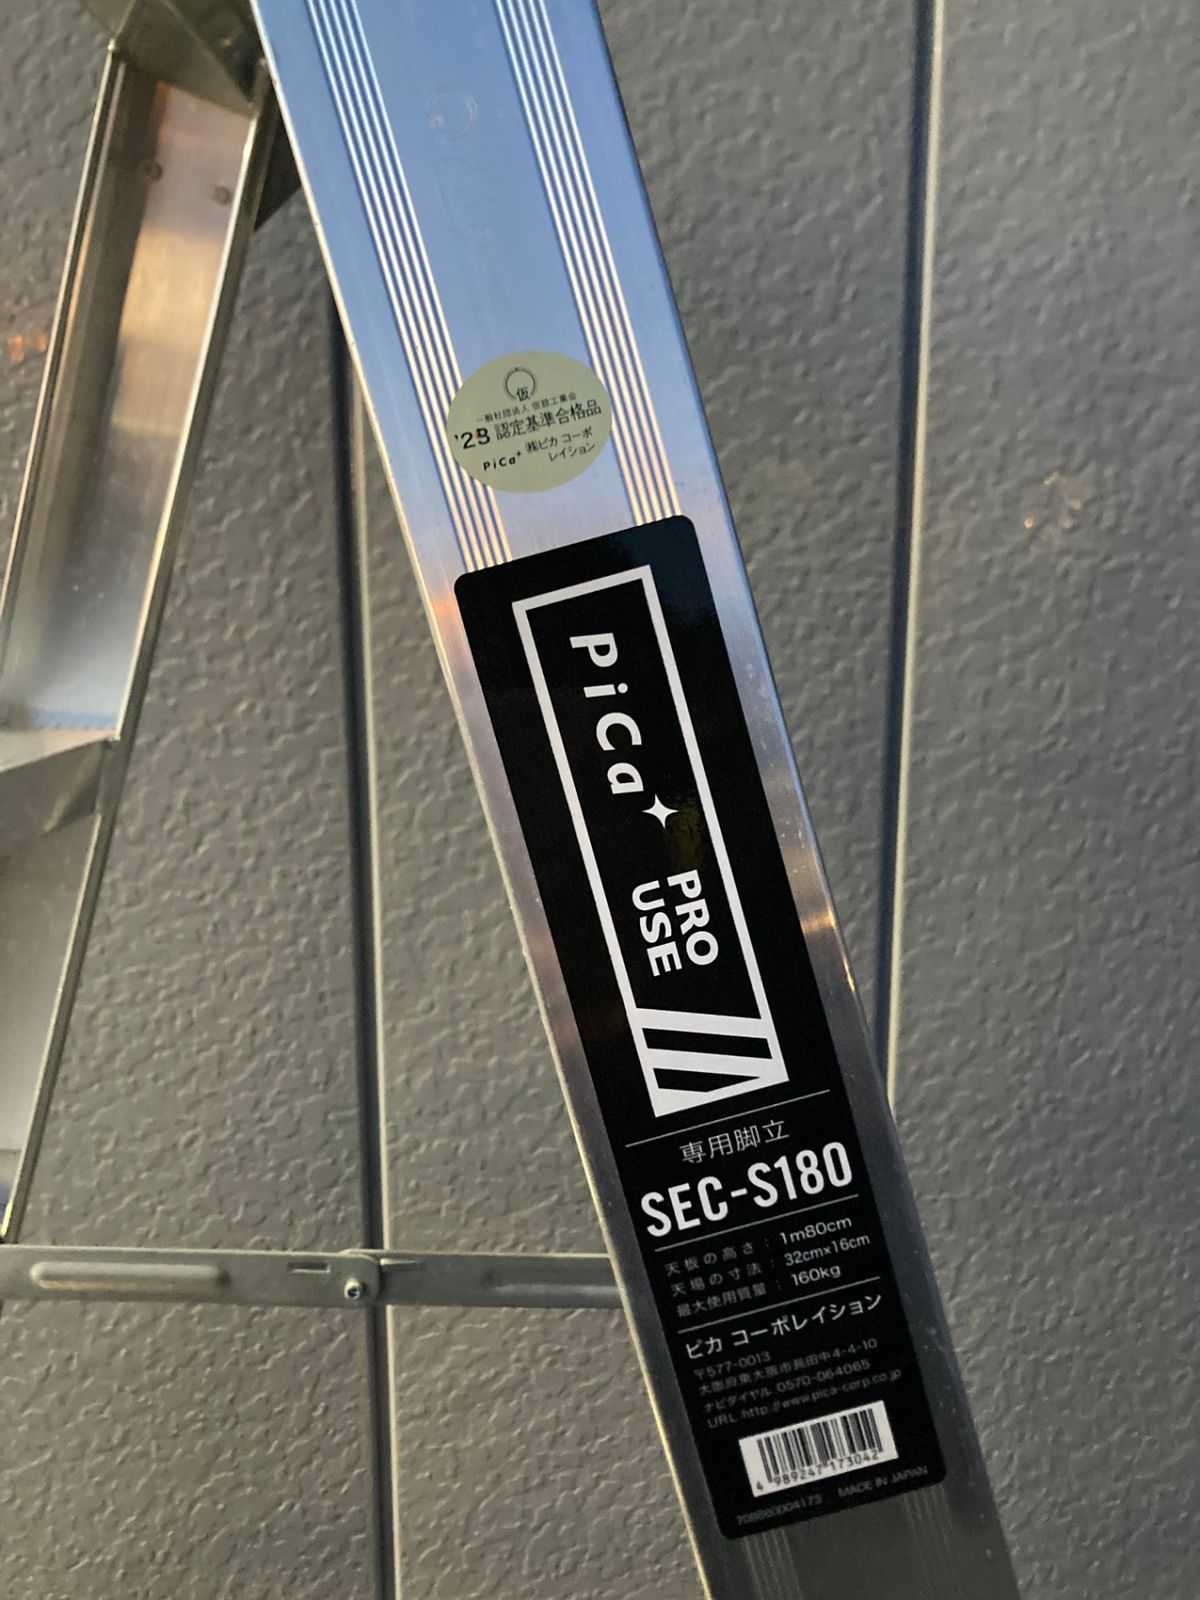 仮
一般社団法人 仮設工業会
'23 認定基準合格品
PiCa ㈱ピカ コーポ
レイション
PiCa
PRO
USE
専用脚立
SEC-S180
天板の高さ：1m80cm
天場の寸法：32cm×16cm
最大使用質量：160kg
ピカ コーポレイション
〒577-0013
大阪府東大阪市長田中4-4-10
ナビダイヤル 0570-064065
URL http://www.pica-corp.co.jp
4 989247 173042
MADE IN JAPAN